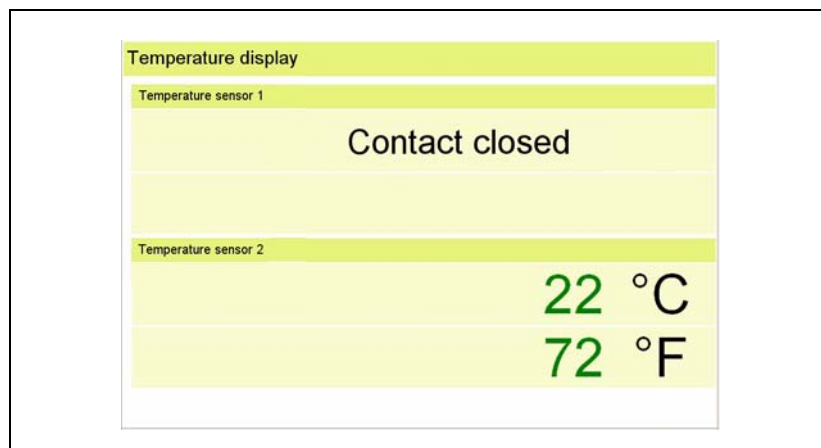 Temperature display
Temperature sensor 1
Contact closed
Temperature sensor 2
22 °C
72 °F